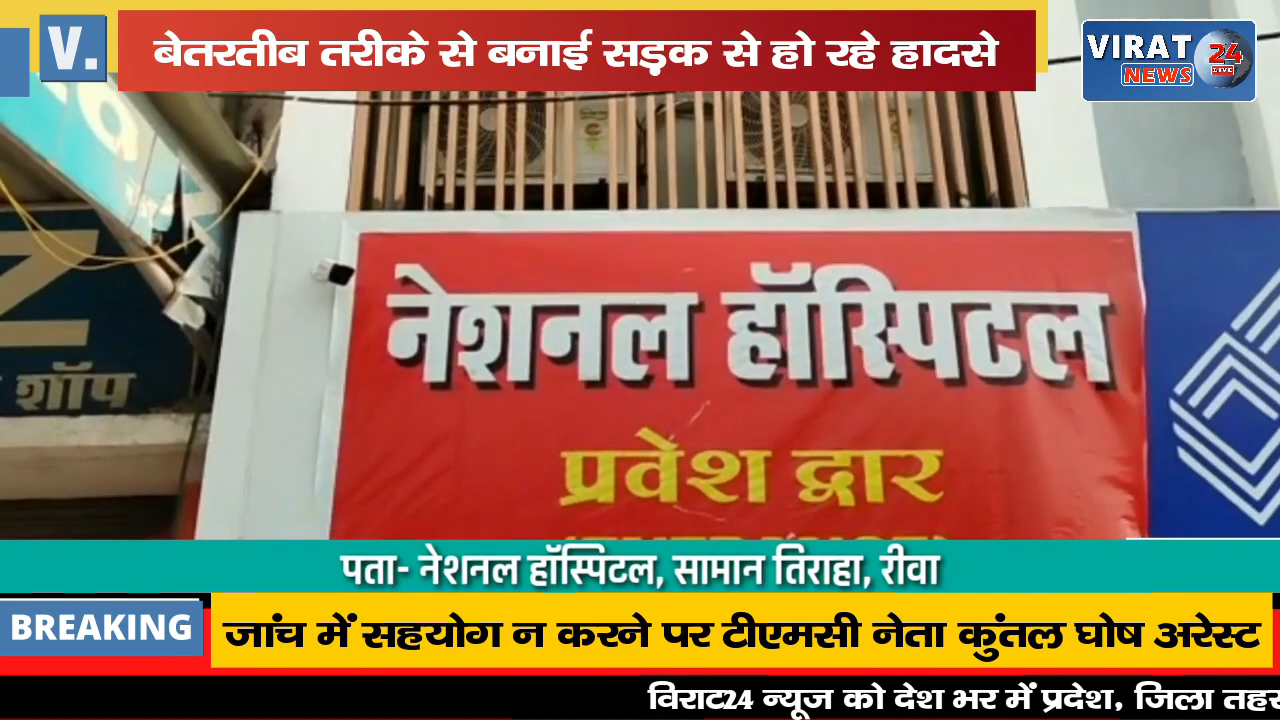 V.
बेतरतीब तरीके से बनाई सड़क से हो रहे हादसे
VIRAT 24
NEWS LIVE
नेशनल हॉस्पिटल
शॉप
प्रवेश द्वार
पता- नेशनल हॉस्पिटल, सामान तिराहा, रीवा
BREAKING
जांच में सहयोग न करने पर टीएमसी नेता कुंतल घोष अरेस्ट
विराट24 न्यूज को देश भर में प्रदेश, जिला